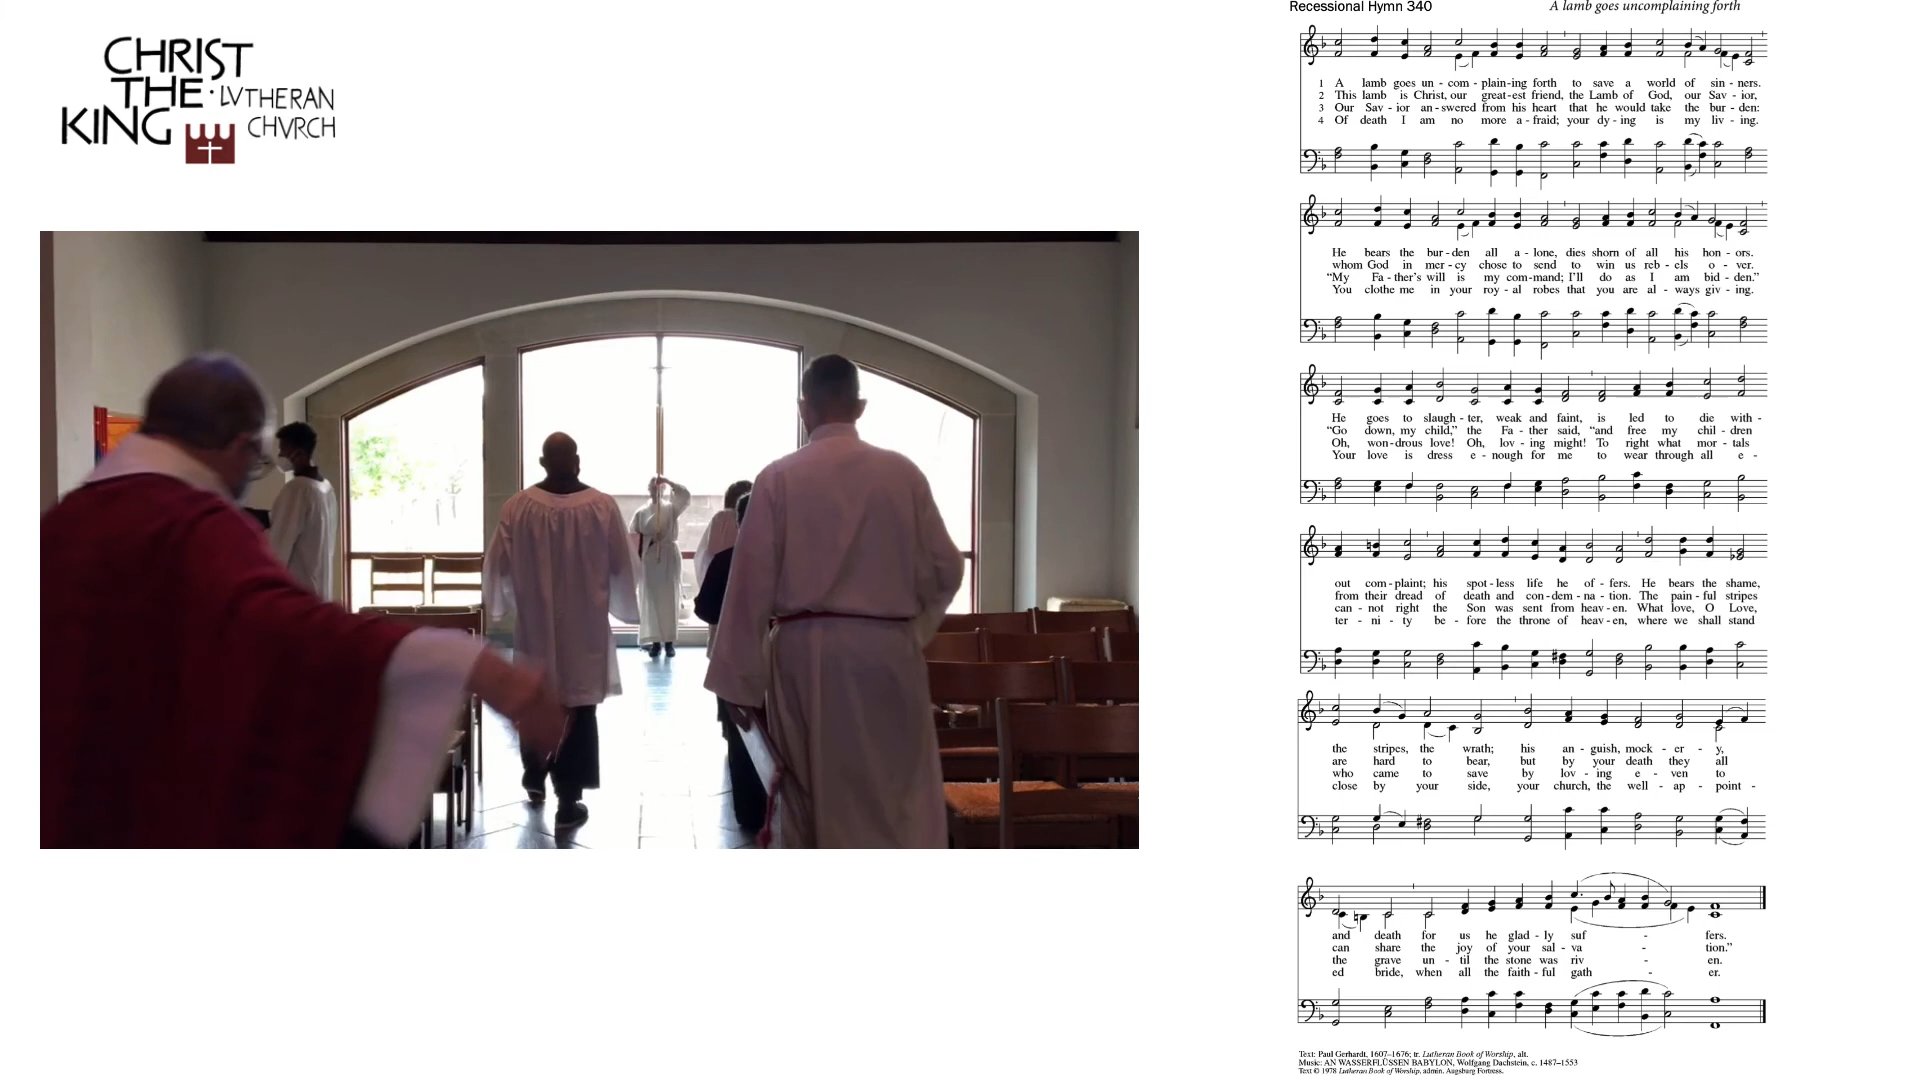 CHRIST
THE · LVTHERAN
KING CHVRCH
Recessional Hymn 340 A lamb goes uncomplaining forth
1 A lamb goes un - com - plain-ing forth to save a world of sin - ners.
2 This lamb is Christ, our great-est friend, the Lamb of God, our Sav - ior,
3 Our Sav - ior an - swered from his heart that he would take the bur - den:
4 Of death I am no more a - fraid; your dy - ing is my liv - ing.
He bears the bur - den all a - lone, dies shorn of all his hon - ors.
whom God in mer - cy chose to send to win us reb - els o - ver.
“My Fa - ther’s will is my com-mand; I’ll do as I am bid - den.”
You clothe me in your roy - al robes that you are al - ways giv - ing.
He goes to slaugh - ter, weak and faint, is led to die with -
“Go down, my child,” the Fa - ther said, “and free my chil - dren
Oh, won-drous love! Oh, lov - ing might! To right what mor - tals
Your love is dress e - nough for me to wear through all e -
out com - plaint; his spot - less life he of - fers. He bears the shame,
from their dread of death and con - dem - na - tion. The pain - ful stripes
can - not right the Son was sent from heav - en. What love, O Love,
ter - ni - ty be - fore the throne of heav - en, where we shall stand
the stripes, the wrath; his an - guish, mock - er - y,
are hard to bear, but by your death they all
who came to save by lov - ing e - ven to
close by your side, your church, the well - ap - point -
and death for us he glad - ly suf - fers.
can share the joy of your sal - va - tion.”
the grave un - til the stone was riv - en.
ed bride, when all the faith - ful gath - er.
Text: Paul Gerhardt, 1607–1676; tr. Lutheran Book of Worship, alt.
Music: AN WASSERFLÜSSEN BABYLON, Wolfgang Dachstein, c. 1487–1553
Text © 1978 Lutheran Book of Worship, admin. Augsburg Fortress.